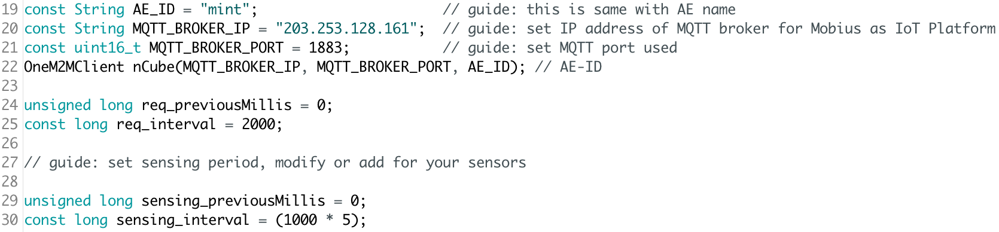 19 const String AE_ID = "mint"; // guide: this is same with AE name
20 const String MQTT_BROKER_IP = "203.253.128.161"; // guide: set IP address of MQTT broker for Mobius as IoT Platform
21 const uint16_t MQTT_BROKER_PORT = 1883; // guide: set MQTT port used
22 OneM2MClient nCube(MQTT_BROKER_IP, MQTT_BROKER_PORT, AE_ID); // AE-ID
23
24 unsigned long req_previousMillis = 0;
25 const long req_interval = 2000;
26
27 // guide: set sensing period, modify or add for your sensors
28
29 unsigned long sensing_previousMillis = 0;
30 const long sensing_interval = (1000 * 5);